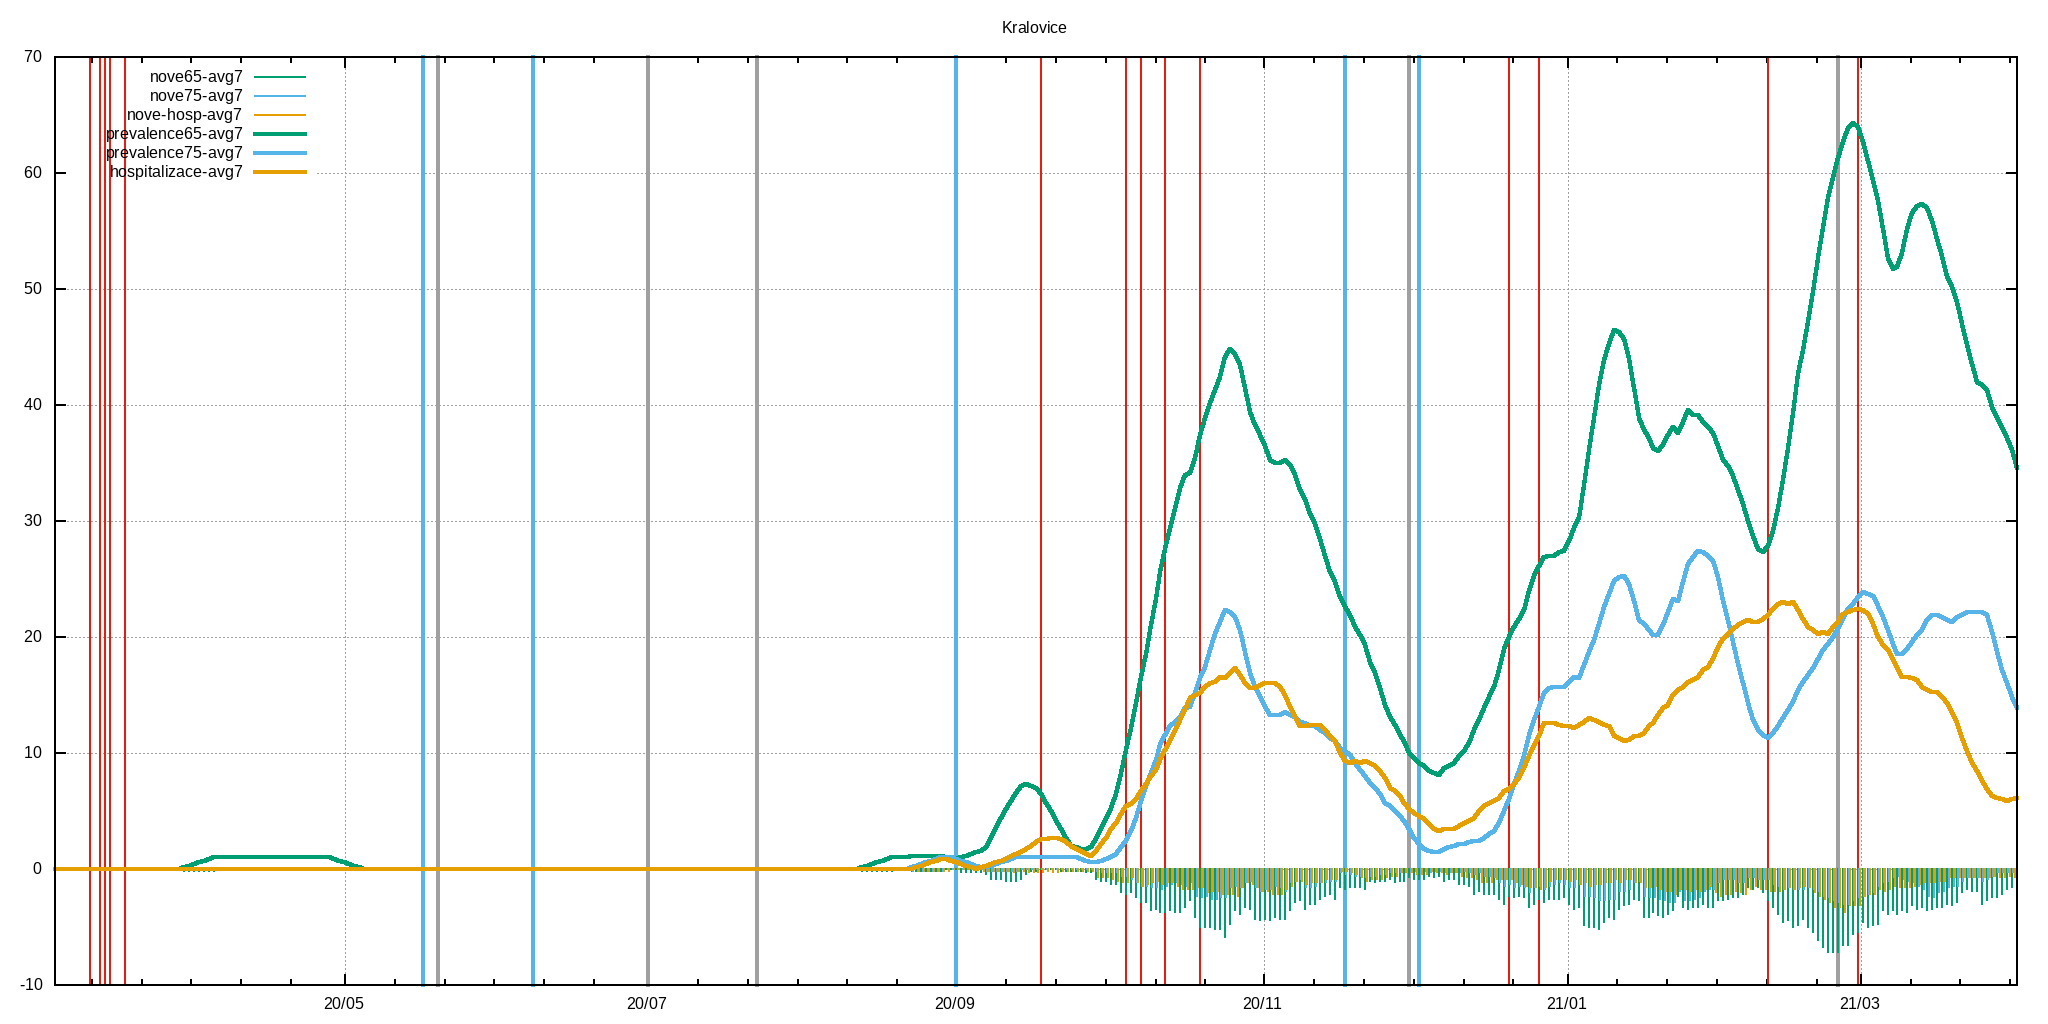 Kralovice
70
60
50
40
30
20
10
0
-10
nove65-avg7
nove75-avg7
nove-hosp-avg7
prevalence65-avg7
prevalence75-avg7
hospitalizace-avg7
20/05 20/07 20/09 20/11 21/01 21/03